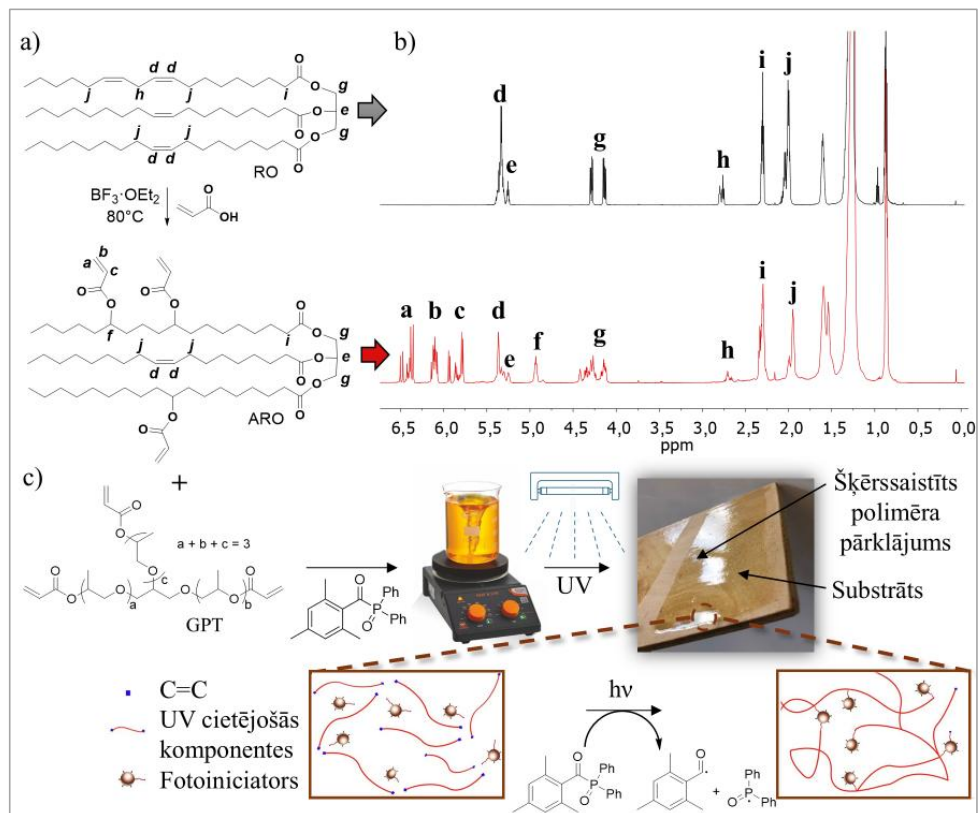 a)
d d
d d
j h j i g
e
d d
j j
g
O
O
O
O
O
O
RO
BF₃·OEt₂
80°C
O
OH
b
a c
O
O
O
O
f i g
j j e
d d
g
O
O
O
O
O
O
O
O
ARO
b)
d
e
g
h
i
j
a
b
c
d
e
f
g
h
i
j
6,5 6,0 5,5 5,0 4,5 4,0 3,5 3,0 2,5 2,0 1,5 1,0 0,0
ppm
c)
+
O
O
a + b + c = 3
O
O
O
O
O
O
O
O
a
c
b
GPT
O
P
O
Ph
Ph
UV
Šķērssaistīts
polimēra
pārklājums
Substrāts
C=C
UV cietējošās
komponentes
Fotoiniciators
hν
O
P
O
Ph
Ph
O
+
O
P
Ph
Ph